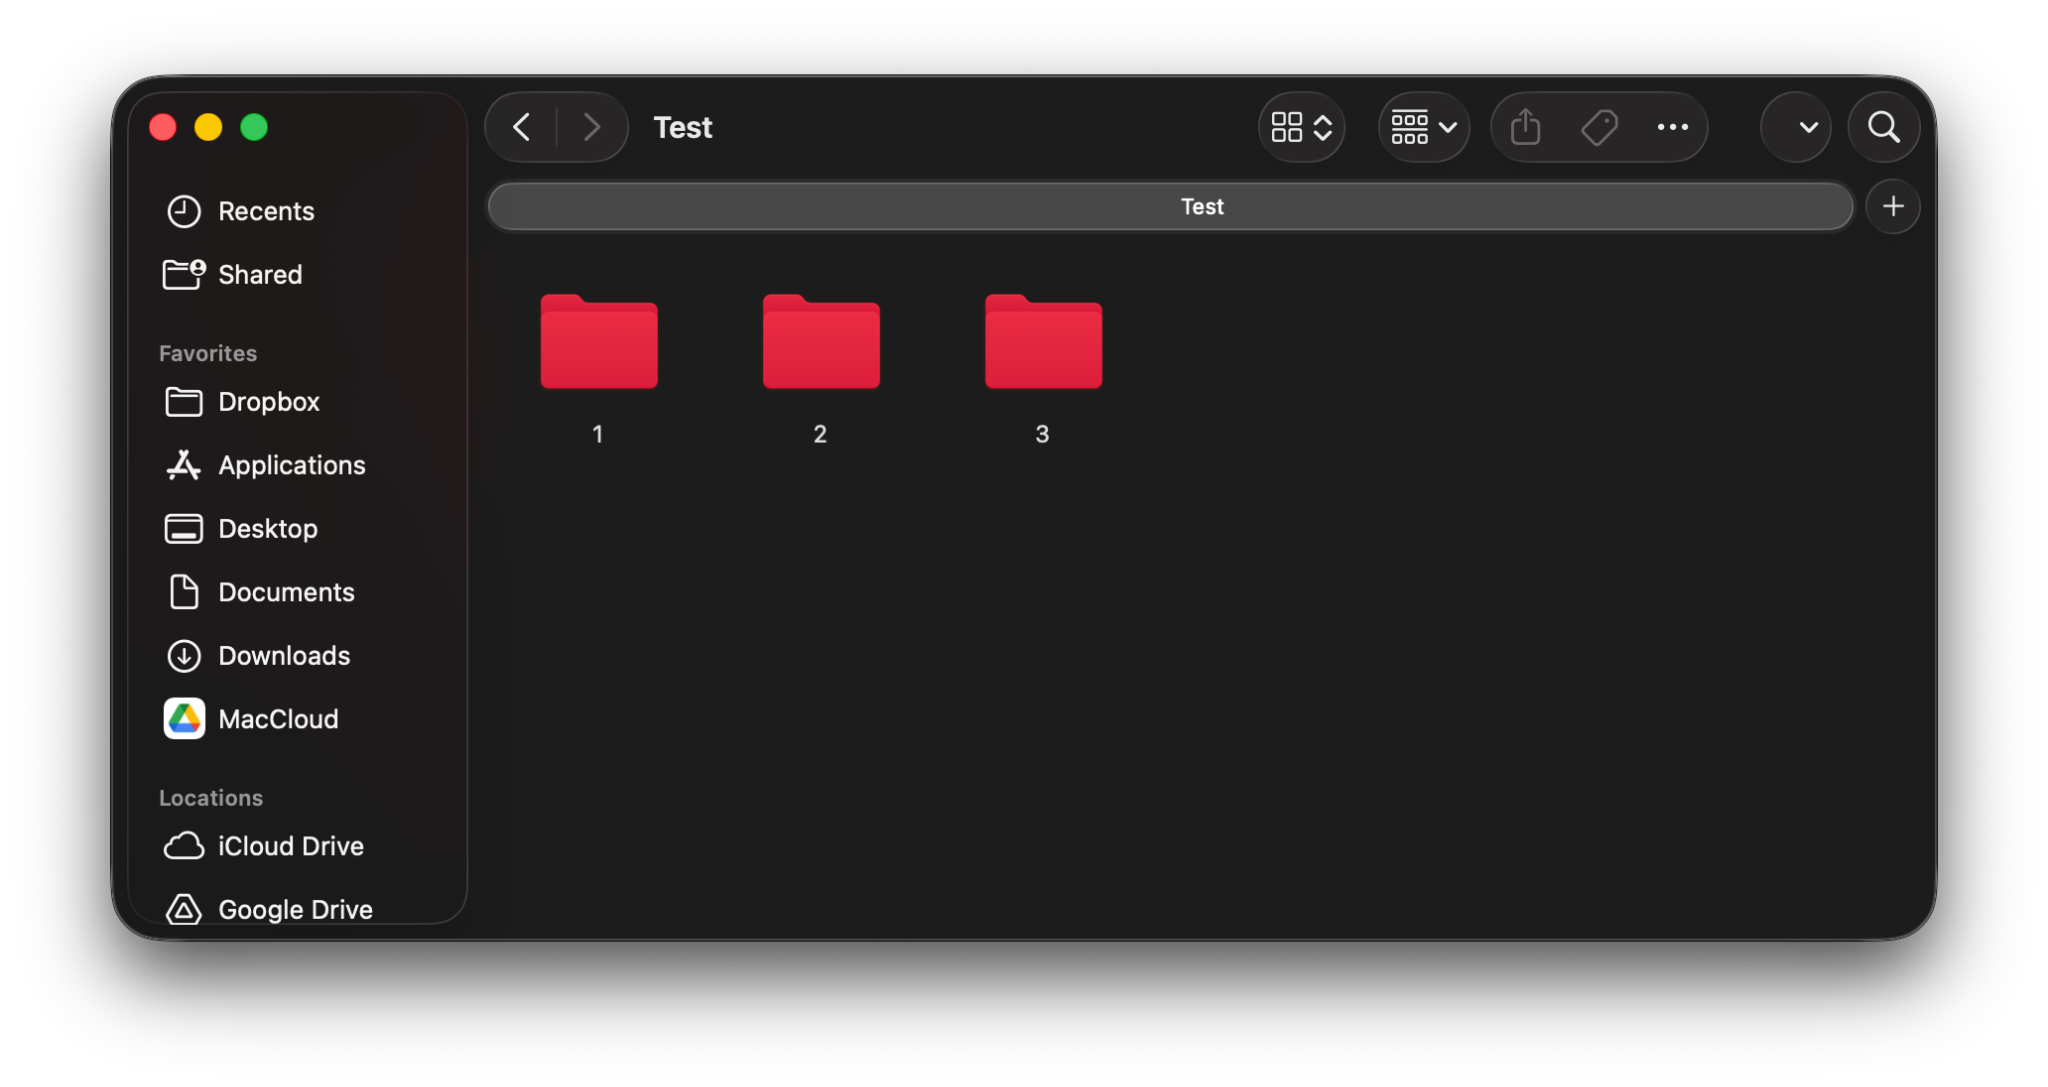 Test
Test
Recents
Shared
Favorites
Dropbox
Applications
Desktop
Documents
Downloads
MacCloud
Locations
iCloud Drive
Google Drive
1
2
3